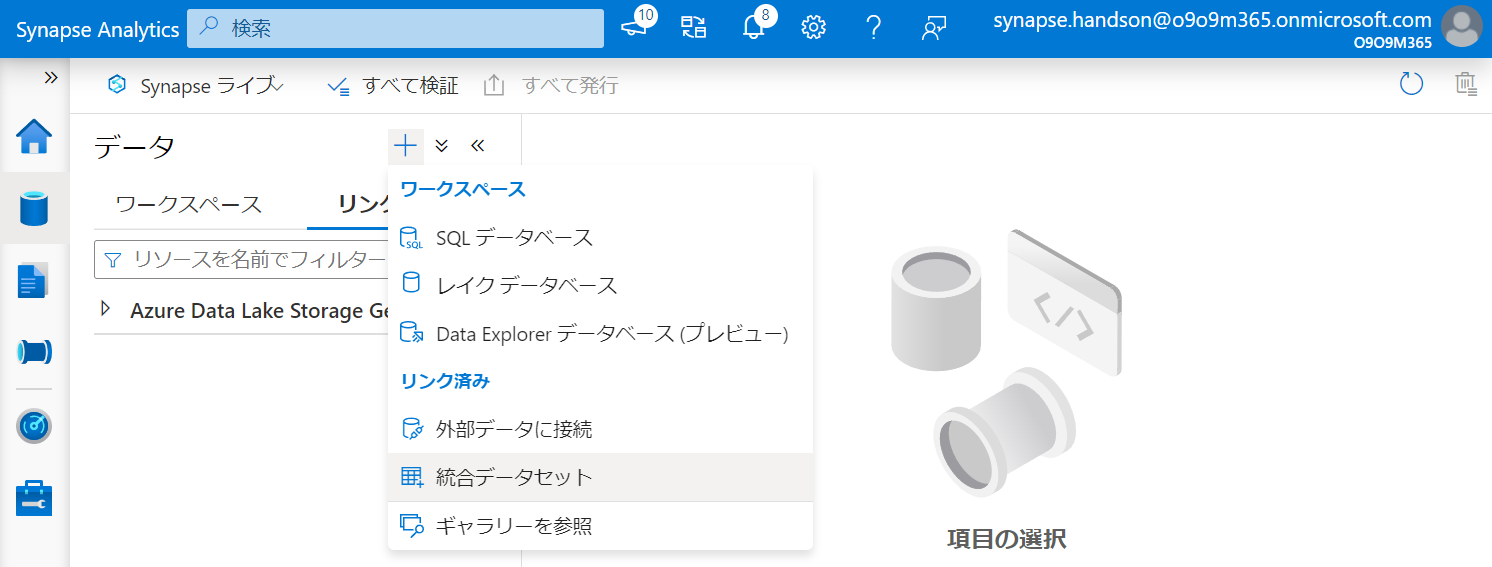 Synapse Analytics
検索
10
8
synapse.handson@o9o9m365.onmicrosoft.com
O9O9M365
Synapse ライブ
すべて検証
すべて発行
データ
ワークスペース
リンク
リソースを名前でフィルター
Azure Data Lake Storage Ge
ワークスペース
SQL データベース
SQL
レイク データベース
Data Explorer データベース (プレビュー)
リンク済み
外部データに接続
統合データセット
ギャラリーを参照
項目の選択